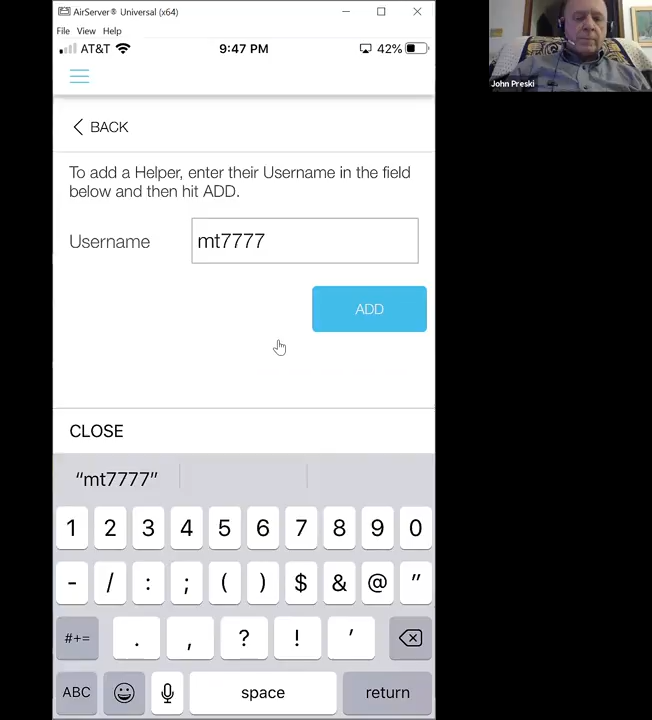 AirServer® Universal (x64)
File View Help
AT&T 9:47 PM 42%
BACK
To add a Helper, enter their Username in the field
below and then hit ADD.
Username mt7777
ADD
CLOSE
“mt7777”
1 2 3 4 5 6 7 8 9 0
- / : ; ( ) $ & @ "
#+= . , ? ! '
ABC space return
John Preski